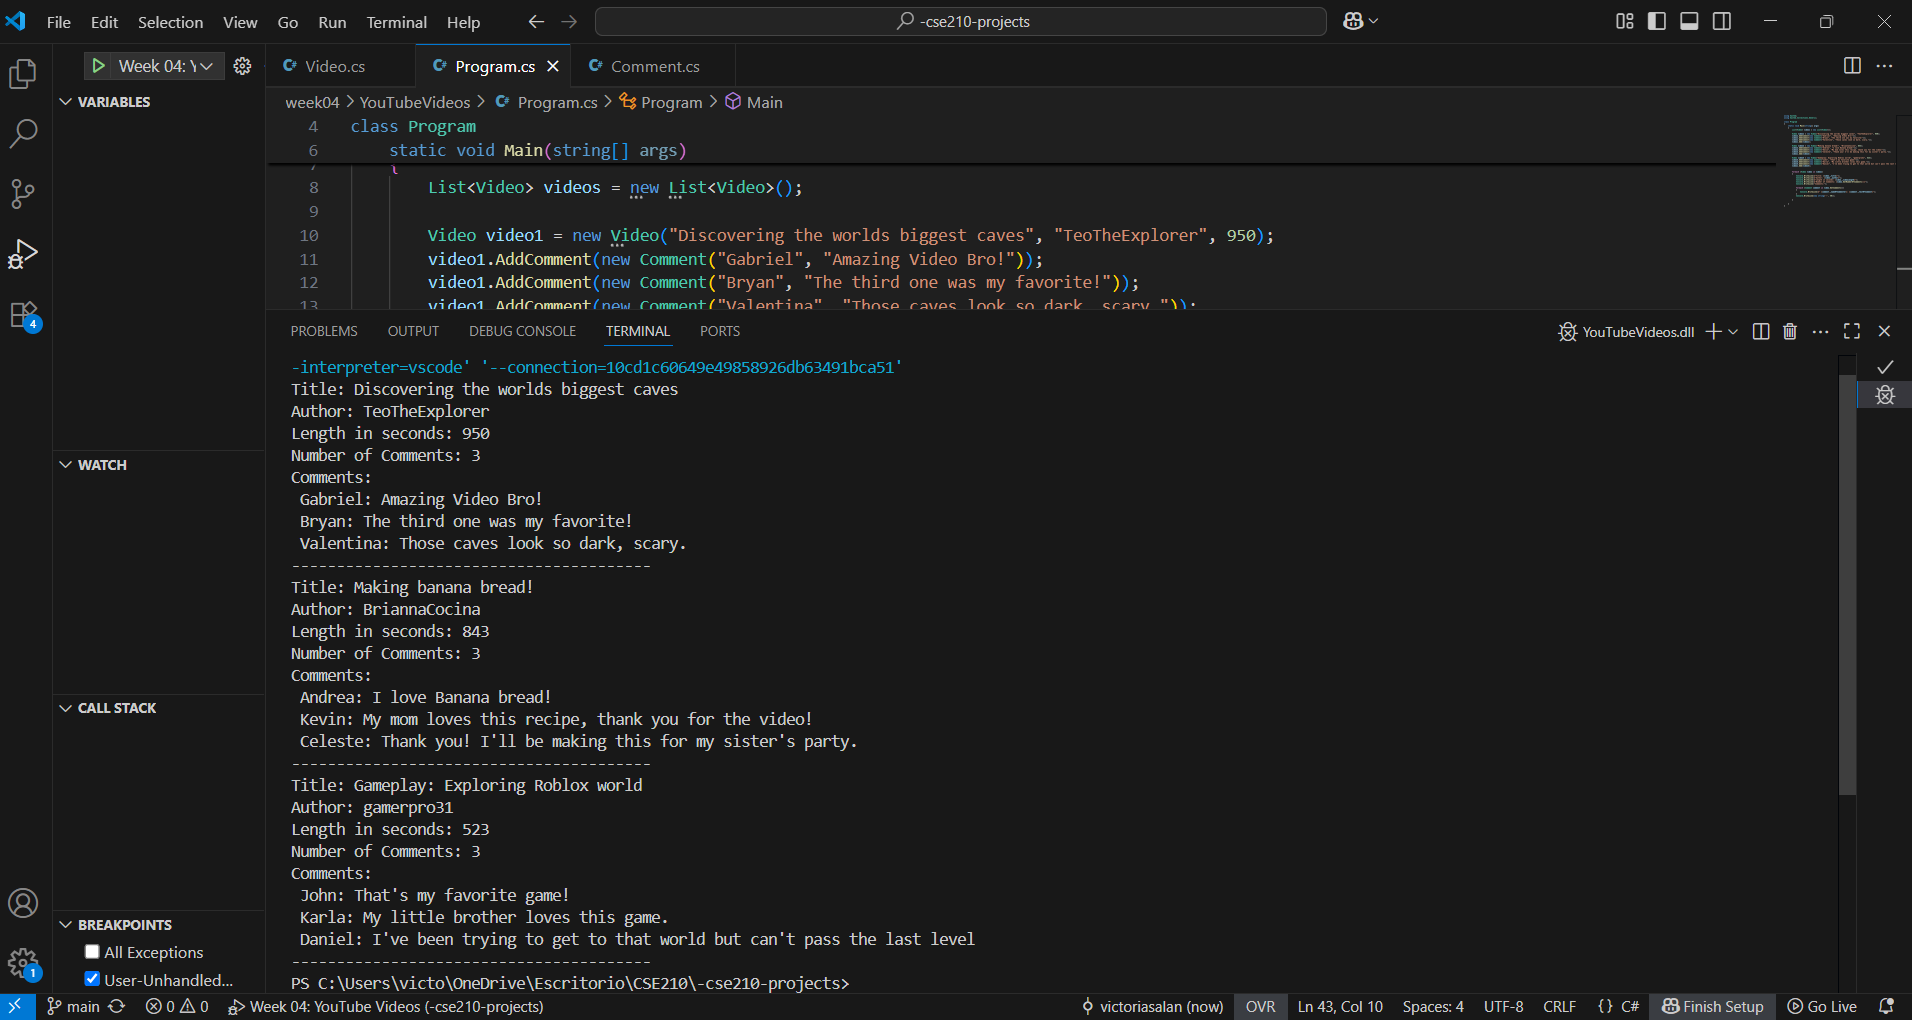 File Edit Selection View Go Run Terminal Help
-cse210-projects
Week 04: Y
Video.cs
Program.cs
Comment.cs
week04 > YouTubeVideos > Program.cs > Program > Main
VARIABLES
4 class Program
6 static void Main(string[] args)
7 {
8 List<Video> videos = new List<Video>();
9
10 Video video1 = new Video("Discovering the worlds biggest caves", "TeoTheExplorer", 950);
11 video1.AddComment(new Comment("Gabriel", "Amazing Video Bro!"));
12 video1.AddComment(new Comment("Bryan", "The third one was my favorite!"));
13 video1.AddComment(new Comment("Valentina", "Those caves look so dark, scary."));
4
PROBLEMS OUTPUT DEBUG CONSOLE TERMINAL PORTS
YouTubeVideos.dll
-interpreter=vscode' '--connection=10cd1c60649e49858926db63491bca51'
Title: Discovering the worlds biggest caves
Author: TeoTheExplorer
Length in seconds: 950
Number of Comments: 3
Comments:
Gabriel: Amazing Video Bro!
Bryan: The third one was my favorite!
Valentina: Those caves look so dark, scary.
----------------------------------------
Title: Making banana bread!
Author: BriannaCocina
Length in seconds: 843
Number of Comments: 3
Comments:
Andrea: I love Banana bread!
Kevin: My mom loves this recipe, thank you for the video!
Celeste: Thank you! I'll be making this for my sister's party.
----------------------------------------
Title: Gameplay: Exploring Roblox world
Author: gamerpro31
Length in seconds: 523
Number of Comments: 3
Comments:
John: That's my favorite game!
Karla: My little brother loves this game.
Daniel: I've been trying to get to that world but can't pass the last level
----------------------------------------
PS C:\Users\victo\OneDrive\Escritorio\CSE210\-cse210-projects>
WATCH
CALL STACK
BREAKPOINTS
All Exceptions
User-Unhandled...
1
main
0 0
Week 04: YouTube Videos (-cse210-projects)
victoriasalan (now)
OVR
Ln 43, Col 10
Spaces: 4
UTF-8
CRLF
{} C#
Finish Setup
Go Live